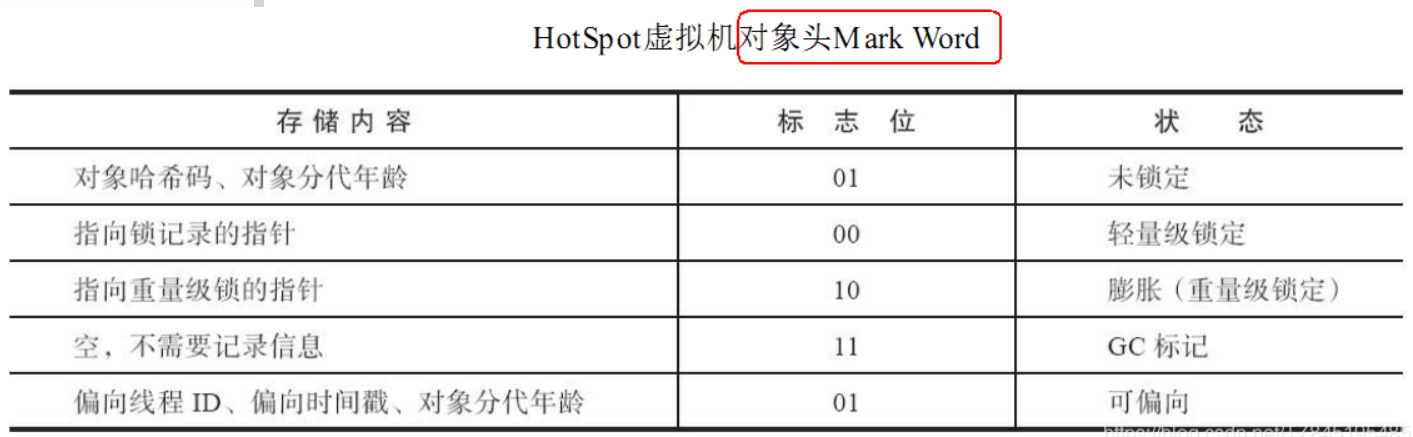 HotSpot虚拟机对象头Mark Word
存储内容 标志位 状态
对象哈希码、对象分代年龄 01 未锁定
指向锁记录的指针 00 轻量级锁定
指向重量级锁的指针 10 膨胀（重量级锁定）
空，不需要记录信息 11 GC 标记
偏向线程 ID、偏向时间戳、对象分代年龄 01 可偏向